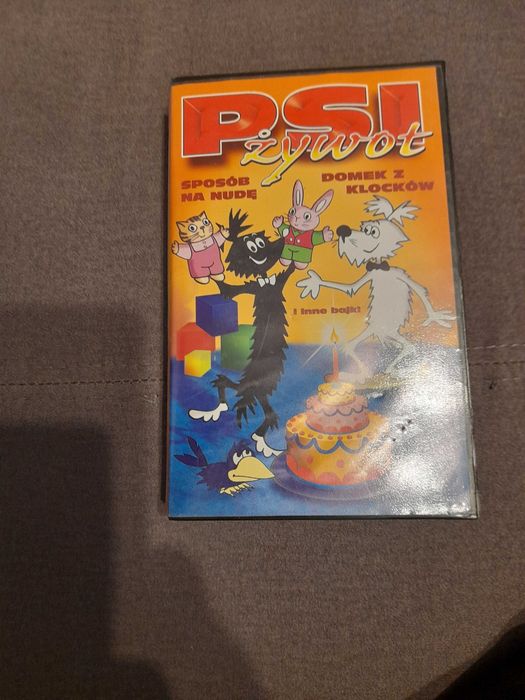 PSI
żywot
SPOSÓB
NA NUDĘ
DOMEK Z
KLOCKÓW
i inne bajki